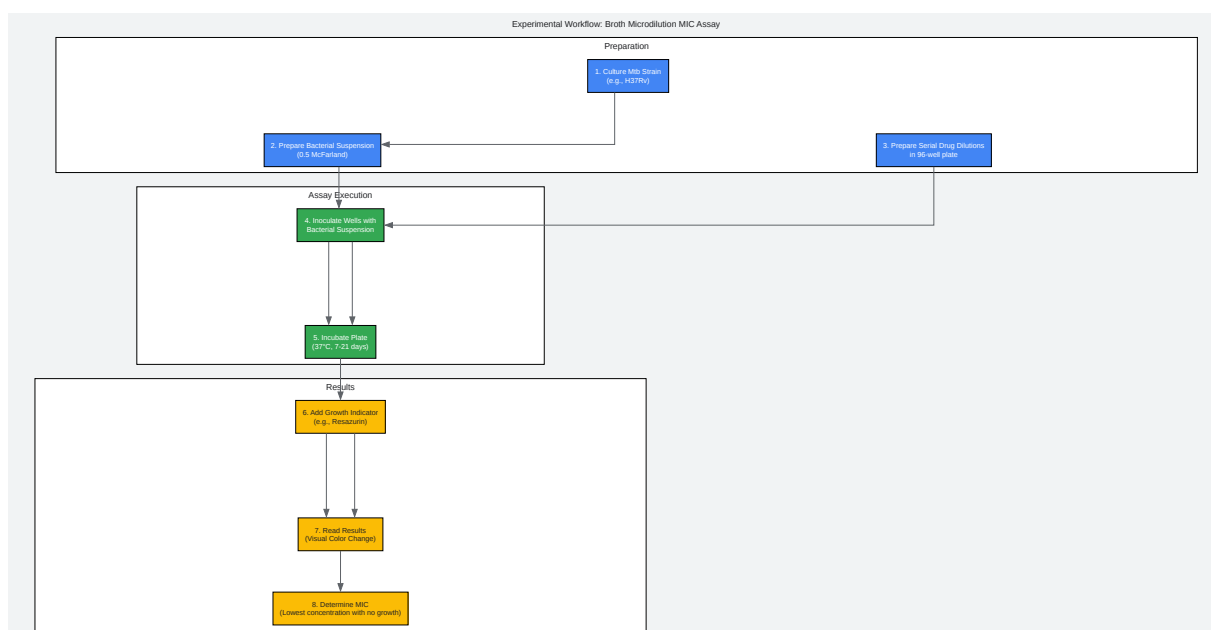 Experimental Workflow: Broth Microdilution MIC Assay
Preparation
1. Culture Mtb Strain
(e.g., H37Rv)
2. Prepare Bacterial Suspension
(0.5 McFarland)
3. Prepare Serial Drug Dilutions
in 96-well plate
Assay Execution
4. Inoculate Wells with
Bacterial Suspension
5. Incubate Plate
(37°C, 7-21 days)
Results
6. Add Growth Indicator
(e.g., Resazurin)
7. Read Results
(Visual Color Change)
8. Determine MIC
(Lowest concentration with no growth)